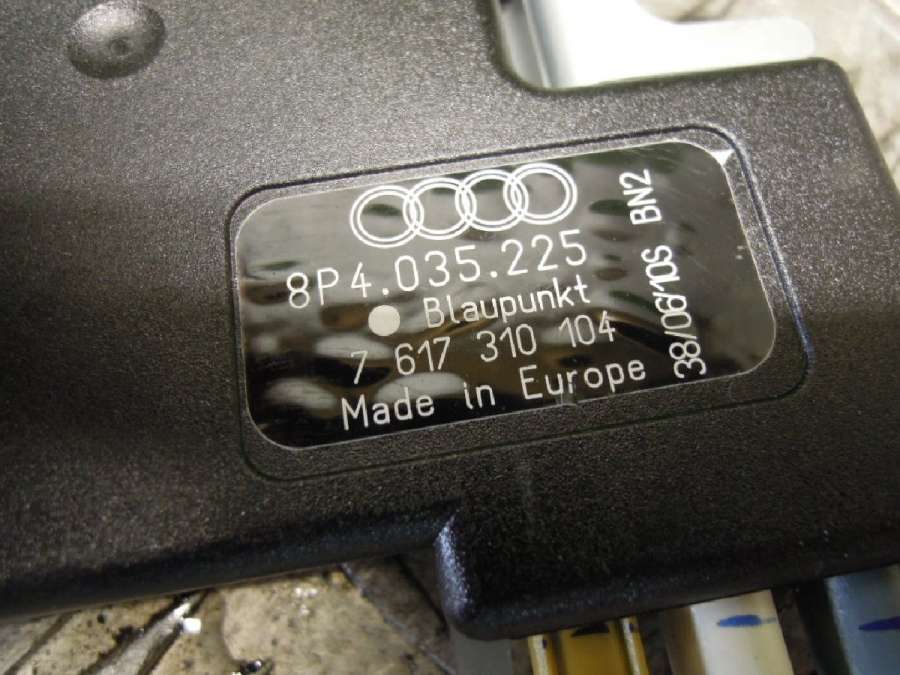 8P4.035.225
Blaupunkt
7 617 310 104
Made in Europe
38/06/10S BN2